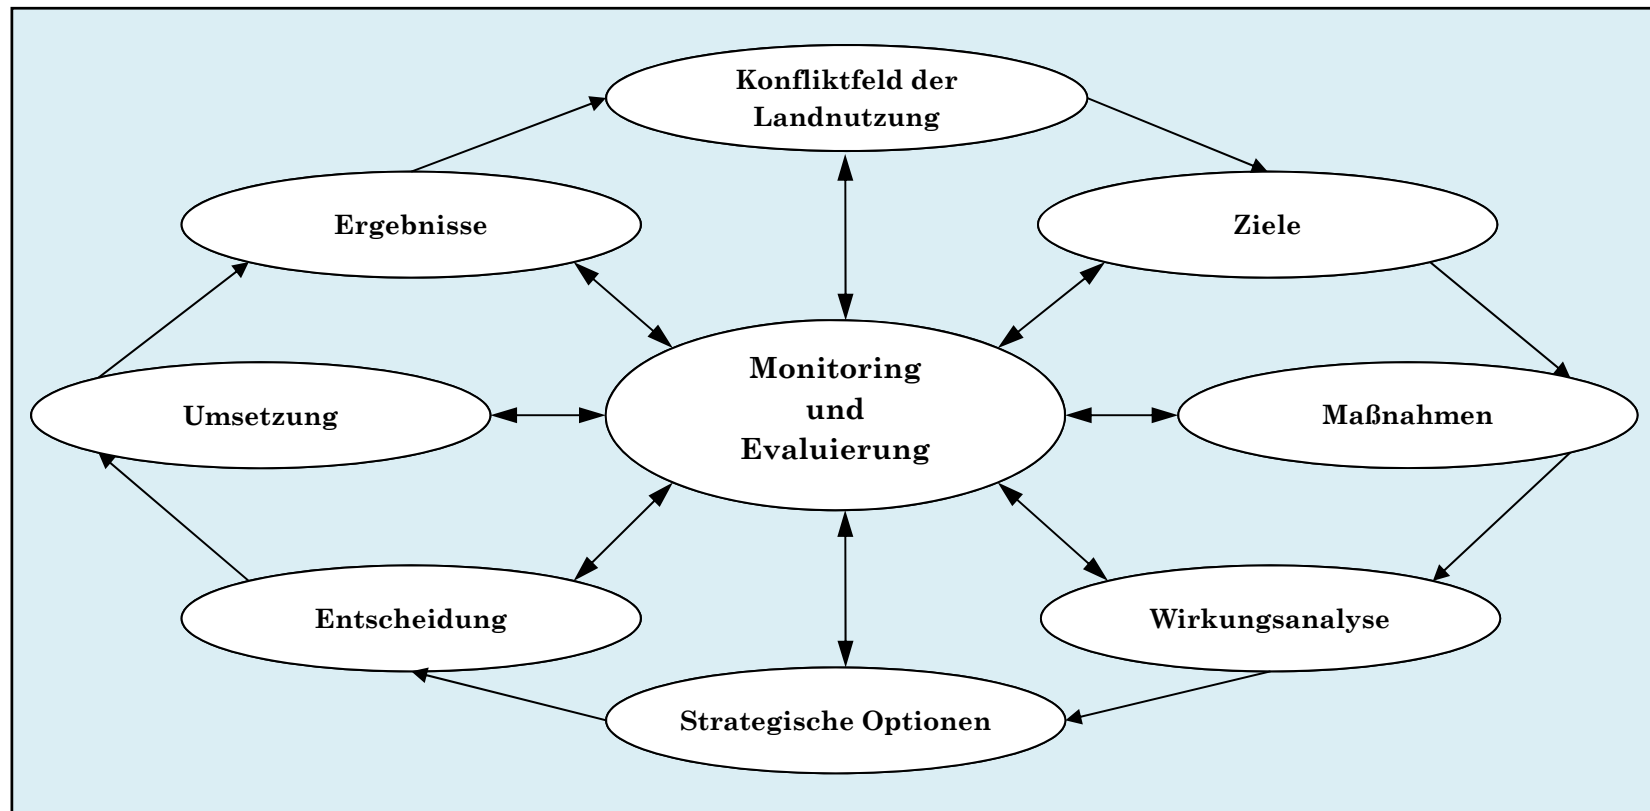 Konfliktfeld der
Landnutzung
Ergebnisse
Ziele
Monitoring
und
Evaluierung
Umsetzung
Maßnahmen
Entscheidung
Wirkungsanalyse
Strategische Optionen